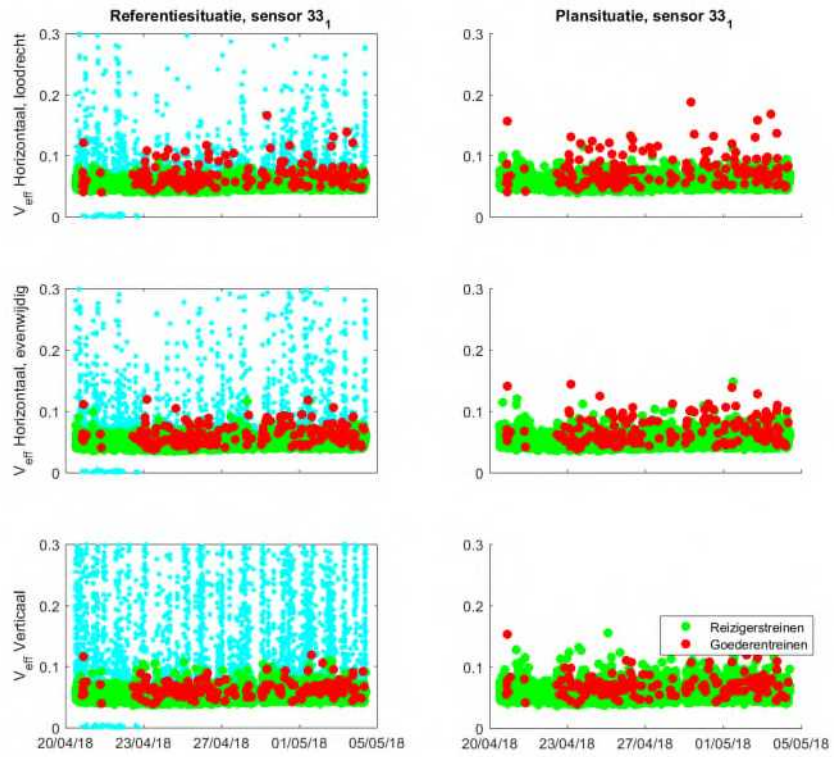 Referentiesituatie, sensor 33₁
Plansituatie, sensor 33₁
V_eff Horizontaal, loodrecht
0.3
0.2
0.1
0
0.3
0.2
0.1
0
V_eff Horizontaal, evenwijdig
0.3
0.2
0.1
0
0.3
0.2
0.1
0
V_eff Verticaal
0.3
0.2
0.1
0
20/04/18 23/04/18 27/04/18 01/05/18 05/05/18
0.3
0.2
0.1
0
20/04/18 23/04/18 27/04/18 01/05/18 05/05/18
Reizigerstreinen
Goederentreinen